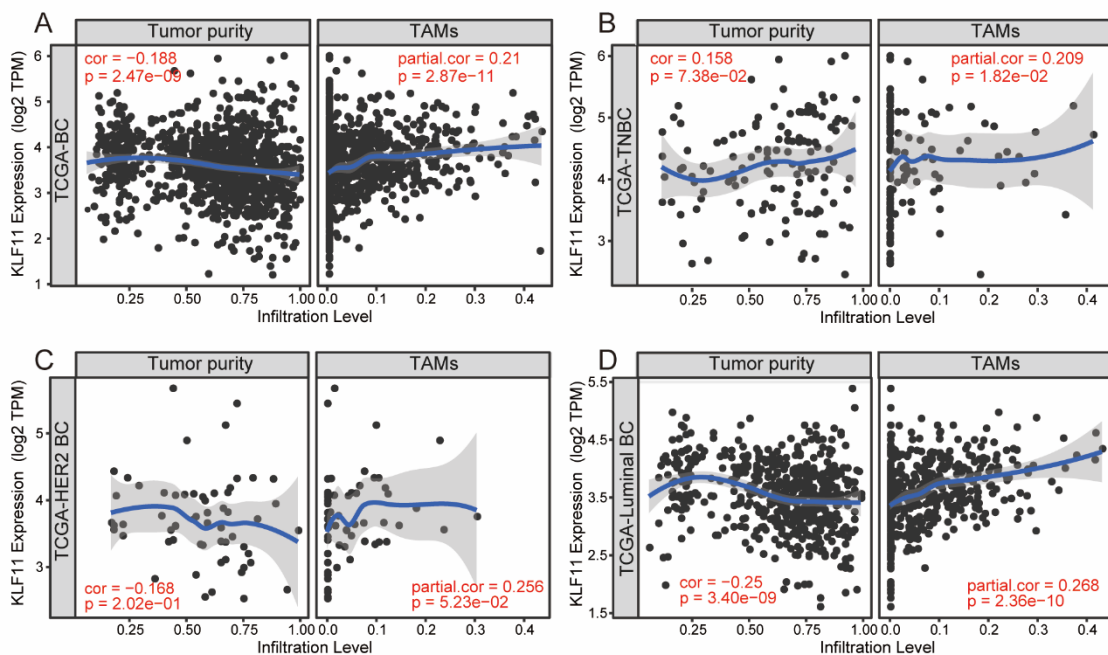 A
Tumor purity
TAMs
KLF11 Expression (log2 TPM)
TCGA-BC
cor = −0.188
p = 2.47e−09
partial.cor = 0.21
p = 2.87e−11
6
5
4
3
2
1
0.25
0.50
0.75
1.00
0.0
0.1
0.2
0.3
0.4
Infiltration Level
Infiltration Level
B
Tumor purity
TAMs
KLF11 Expression (log2 TPM)
TCGA-TNBC
cor = 0.158
p = 7.38e−02
partial.cor = 0.209
p = 1.82e−02
6
5
4
3
0.25
0.50
0.75
1.00
0.0
0.1
0.2
0.3
0.4
Infiltration Level
Infiltration Level
C
Tumor purity
TAMs
KLF11 Expression (log2 TPM)
TCGA-HER2 BC
5
4
3
cor = −0.168
p = 2.02e−01
partial.cor = 0.256
p = 5.23e−02
0.25
0.50
0.75
1.00
0.0
0.1
0.2
0.3
0.4
Infiltration Level
Infiltration Level
D
Tumor purity
TAMs
KLF11 Expression (log2 TPM)
TCGA-Luminal BC
5.5
4.5
3.5
2.5
1.5
cor = −0.25
p = 3.40e−09
partial.cor = 0.268
p = 2.36e−10
0.25
0.50
0.75
1.00
0.0
0.1
0.2
0.3
0.4
Infiltration Level
Infiltration Level